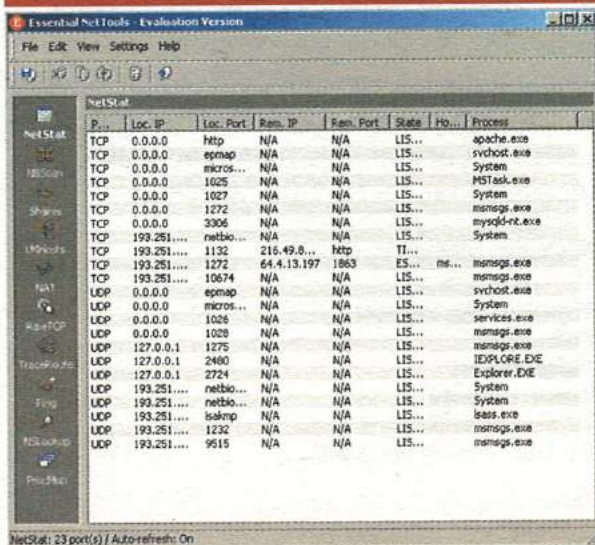 Essential NetTools - Evaluation Version
File Edit View Settings Help
NetStat
P... Loc. IP Loc. Port Rem. IP Rem. Port State Ho... Process
TCP 0.0.0.0 http N/A N/A LIS... apache.exe
TCP 0.0.0.0 epmap N/A N/A LIS... svchost.exe
TCP 0.0.0.0 micros... N/A N/A LIS... System
TCP 0.0.0.0 1025 N/A N/A LIS... MSTask.exe
TCP 0.0.0.0 1027 N/A N/A LIS... System
TCP 0.0.0.0 1272 N/A N/A LIS... msmsgs.exe
TCP 0.0.0.0 3306 N/A N/A LIS... mysqld-nt.exe
TCP 193.251.... netbio... N/A N/A LIS... System
TCP 193.251.... 1132 216.49.8... http TI...
TCP 193.251.... 1272 64.4.13.197 1863 ES... ms... msmsgs.exe
TCP 193.251.... 10674 N/A N/A LIS... msmsgs.exe
UDP 0.0.0.0 epmap N/A N/A LIS... svchost.exe
UDP 0.0.0.0 micros... N/A N/A LIS... System
UDP 0.0.0.0 1026 N/A N/A LIS... services.exe
UDP 0.0.0.0 1028 N/A N/A LIS... msmsgs.exe
UDP 127.0.0.1 1275 N/A N/A LIS... msmsgs.exe
UDP 127.0.0.1 2480 N/A N/A LIS... IEXPLORE.EXE
UDP 127.0.0.1 2724 N/A N/A LIS... Explorer.EXE
UDP 193.251.... netbio... N/A N/A LIS... System
UDP 193.251.... netbio... N/A N/A LIS... System
UDP 193.251.... isakmp N/A N/A LIS... lsass.exe
UDP 193.251.... 1232 N/A N/A LIS... msmsgs.exe
UDP 193.251.... 9515 N/A N/A LIS... msmsgs.exe
NetStat
NBScan
Shares
LMHosts
NAT
RawTCP
TraceRoute
Ping
NSLookup
ProcMon
NetStat: 23 port(s) / Auto-refresh: On